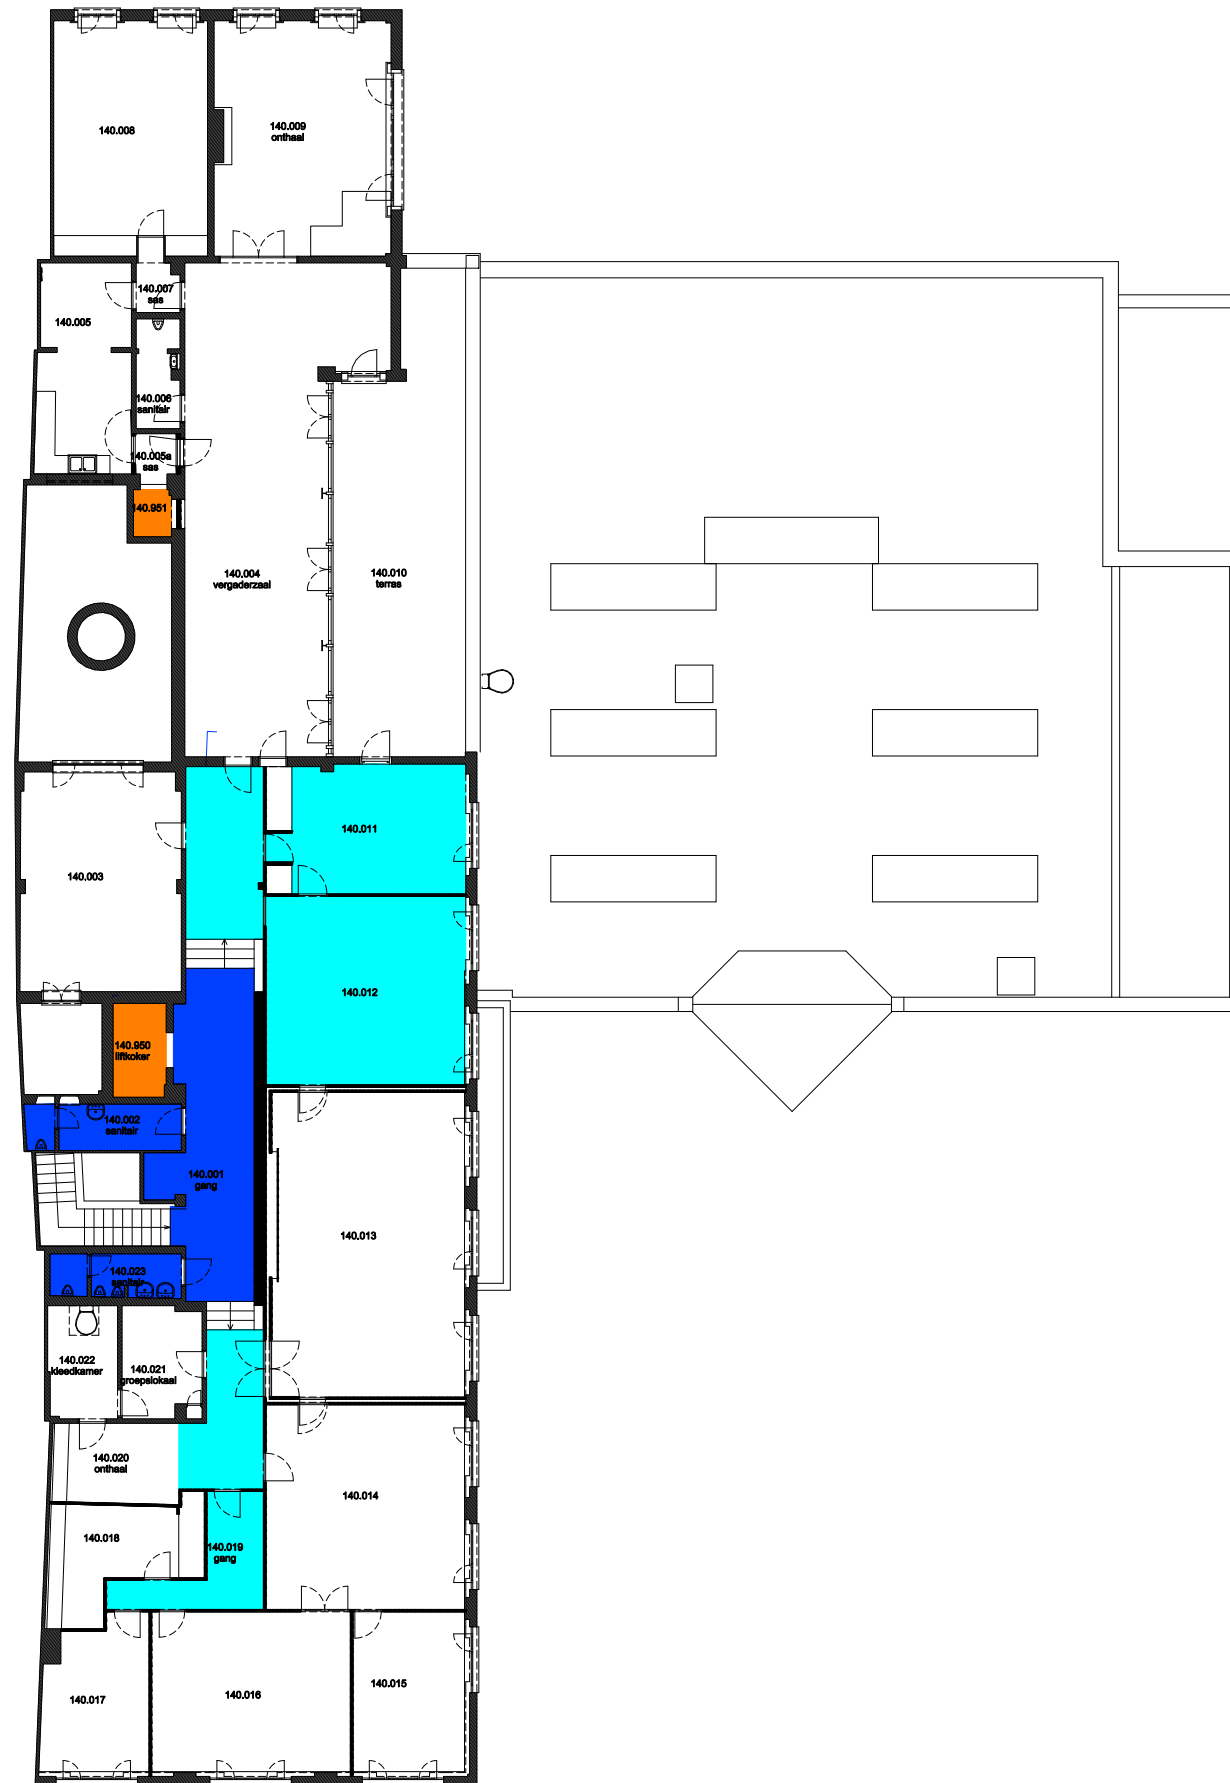 140.008
140.009
onthaal
140.007
sas
140.005
140.006
sanitair
140.005a
sas
140.951
140.004
vergaderzaal
140.010
terras
140.011
140.003
140.012
140.950
liftkoker
140.002
sanitair
140.001
gang
140.013
140.023
sanitair
140.022
kleedkamer
140.021
groepslokaal
140.020
onthaal
140.014
140.018
140.019
gang
140.017
140.016
140.015